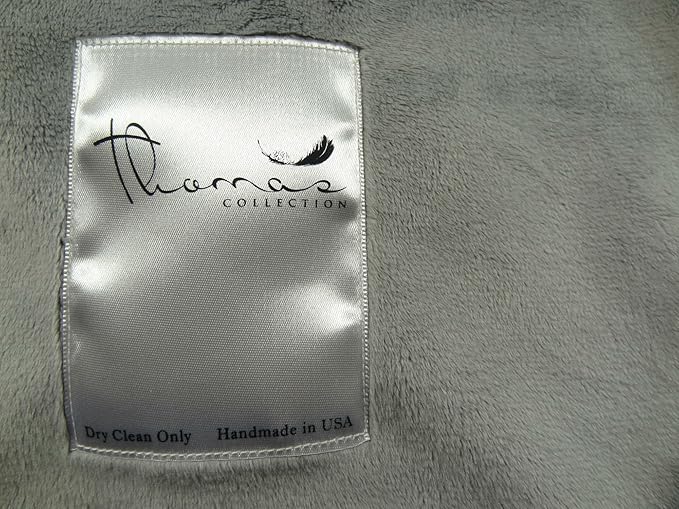 Thomas
COLLECTION
Dry Clean Only Handmade in USA